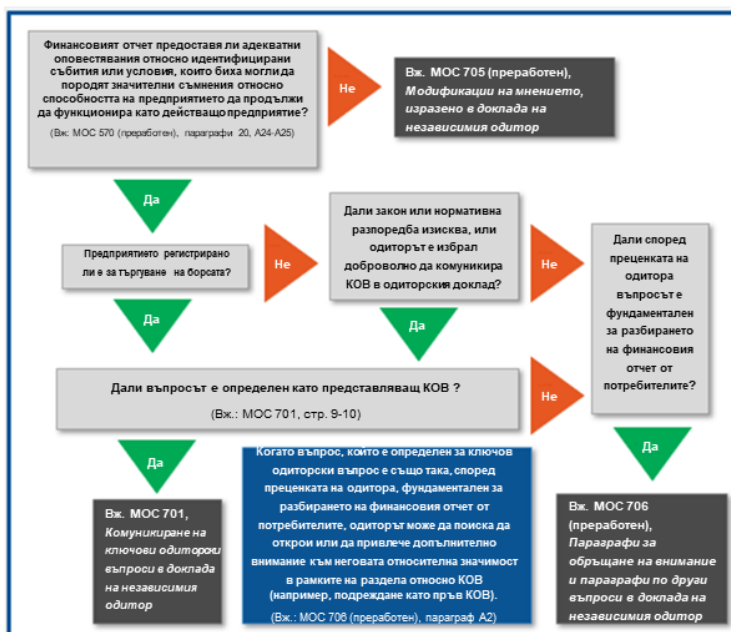 Финансовият отчет предоставя ли адекватни
оповестявания относно идентифицирани
събития или условия, които биха могли да
породят значителни съмнения относно
способността на предприятието да продължи
да функционира като действащо предприятие?
(Вж: МОС 570 (преработен), параграфи 20, А24-А25)
Не
Вж. МОС 705 (преработен),
Модификации на мнението,
изразено в доклада на
независимия одитор
Да
Предприятието регистрирано
ли е за търгуване на борсата?
Не
Дали закон или нормативна
разпоредба изисква, или
одиторът е избрал
доброволно да комуникира
КОВ в одиторския доклад?
Не
Дали според
преценката на
одитора
въпросът е
фундаментален
за разбирането
на финансовия
отчет от
потребителите?
Да
Да
Дали въпросът е определен като представляващ КОВ ?
(Вж.: МОС 701, стр. 9-10)
Не
Да
Да
Вж. МОС 701,
Комуникиране на
ключови одиторски
въпроси в доклада
на независимия
одитор
Когато въпрос, който е определен за ключов
одиторски въпрос е също така, според
преценката на одитора, фундаментален за
разбирането на финансовия отчет от
потребителите, одиторът може да поиска да
открои или да привлече допълнително
внимание към неговата относителна значимост
в рамките на раздела относно КОВ
(например, подреждане като пръв КОВ).
(Вж.: МОС 706 (преработен), параграф А2)
Вж. МОС 706
(преработен),
Параграфи за
обръщане на внимание
и параграфи по други
въпроси в доклада на
независимия одитор